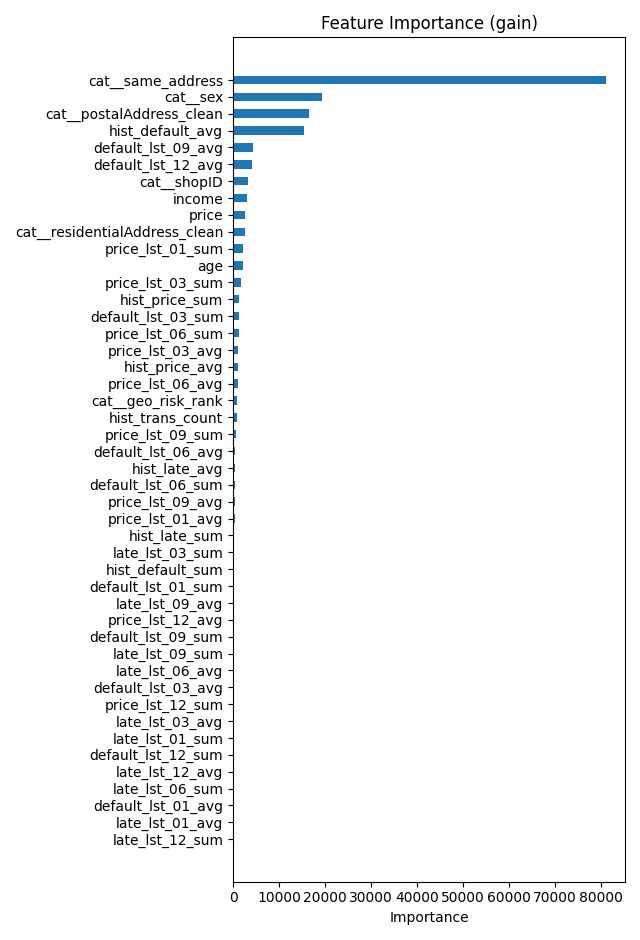 Feature Importance (gain)
cat__same_address
cat__sex
cat__postalAddress_clean
hist_default_avg
default_lst_09_avg
default_lst_12_avg
cat__shopID
income
price
cat__residentialAddress_clean
price_lst_01_sum
age
price_lst_03_sum
hist_price_sum
default_lst_03_sum
price_lst_06_sum
price_lst_03_avg
hist_price_avg
price_lst_06_avg
cat__geo_risk_rank
hist_trans_count
price_lst_09_sum
default_lst_06_avg
hist_late_avg
default_lst_06_sum
price_lst_09_avg
price_lst_01_avg
hist_late_sum
late_lst_03_sum
hist_default_sum
default_lst_01_sum
late_lst_09_avg
price_lst_12_avg
default_lst_09_sum
late_lst_09_sum
late_lst_06_avg
default_lst_03_avg
price_lst_12_sum
late_lst_03_avg
late_lst_01_sum
default_lst_12_sum
late_lst_12_avg
late_lst_06_sum
default_lst_01_avg
late_lst_01_avg
late_lst_12_sum
0 10000 20000 30000 40000 50000 60000 70000 80000
Importance